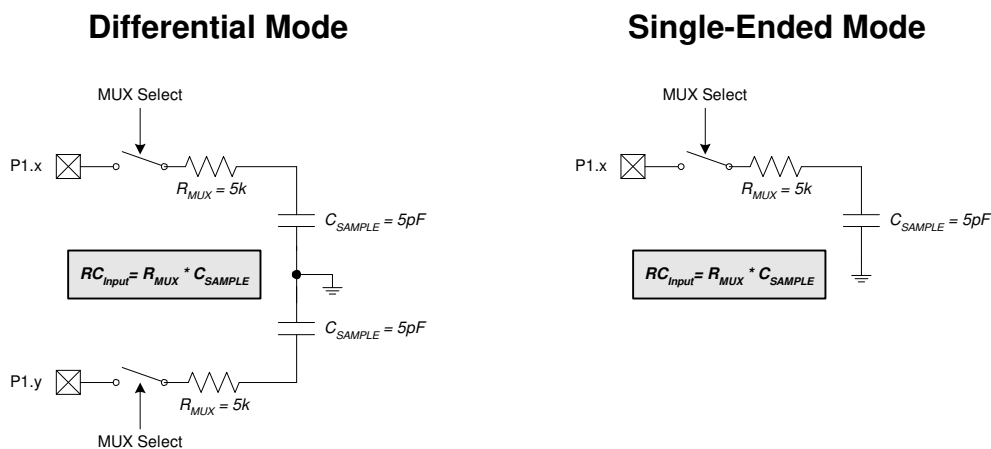 Differential Mode
MUX Select
P1.x
R_MUX = 5k
C_SAMPLE = 5pF
RC_Input = R_MUX * C_SAMPLE
C_SAMPLE = 5pF
P1.y
R_MUX = 5k
MUX Select
Single-Ended Mode
MUX Select
P1.x
R_MUX = 5k
C_SAMPLE = 5pF
RC_Input = R_MUX * C_SAMPLE